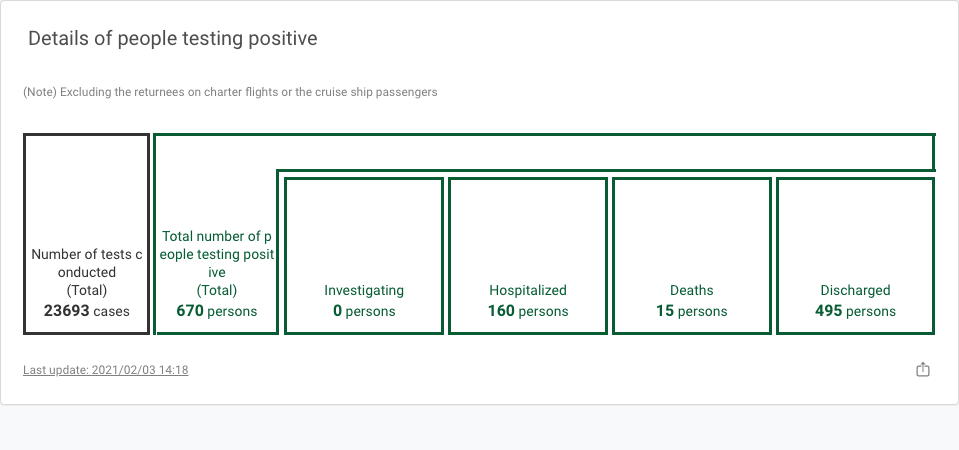 Details of people testing positive
(Note) Excluding the returnees on charter flights or the cruise ship passengers
Number of tests c
onducted
(Total)
23693 cases
Total number of p
eople testing posit
ive
(Total)
670 persons
Investigating
0 persons
Hospitalized
160 persons
Deaths
15 persons
Discharged
495 persons
Last update: 2021/02/03 14:18